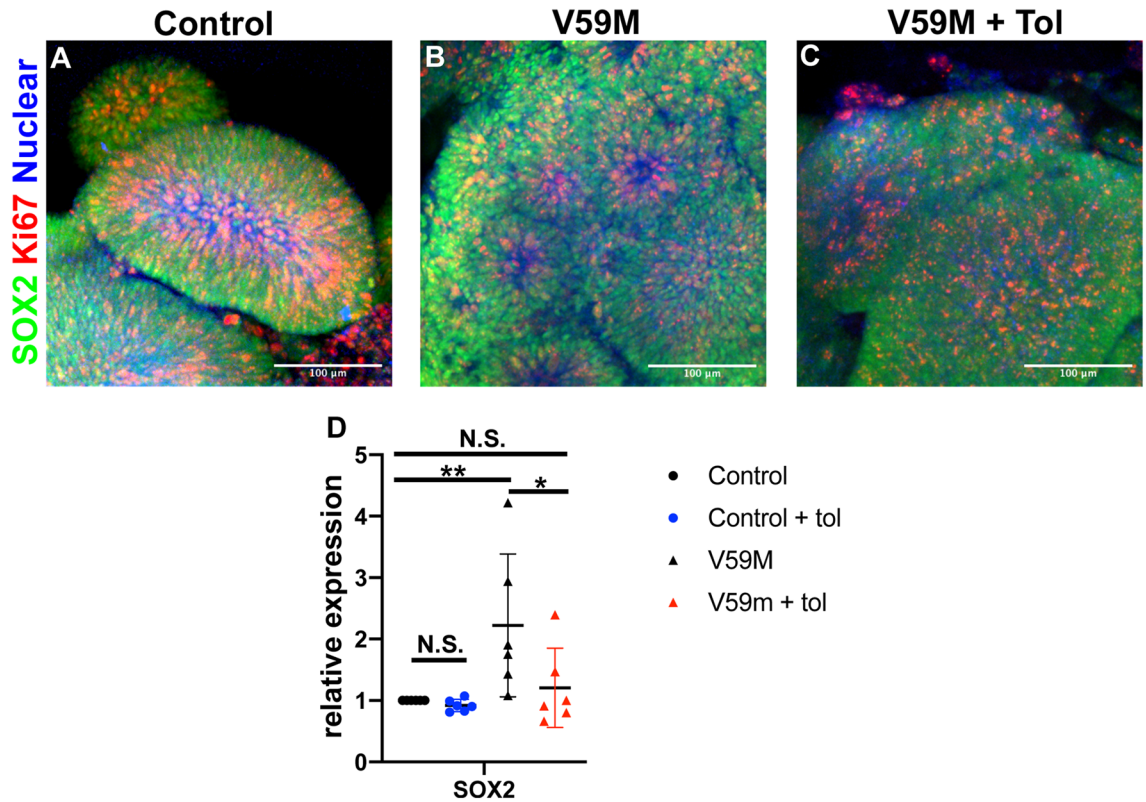 Control
V59M
V59M + Tol
SOX2 Ki67 Nuclear
A
B
C
100 μm
100 μm
100 μm
D
N.S.
**
*
N.S.
relative expression
5
4
3
2
1
0
SOX2
Control
Control + tol
V59M
V59m + tol